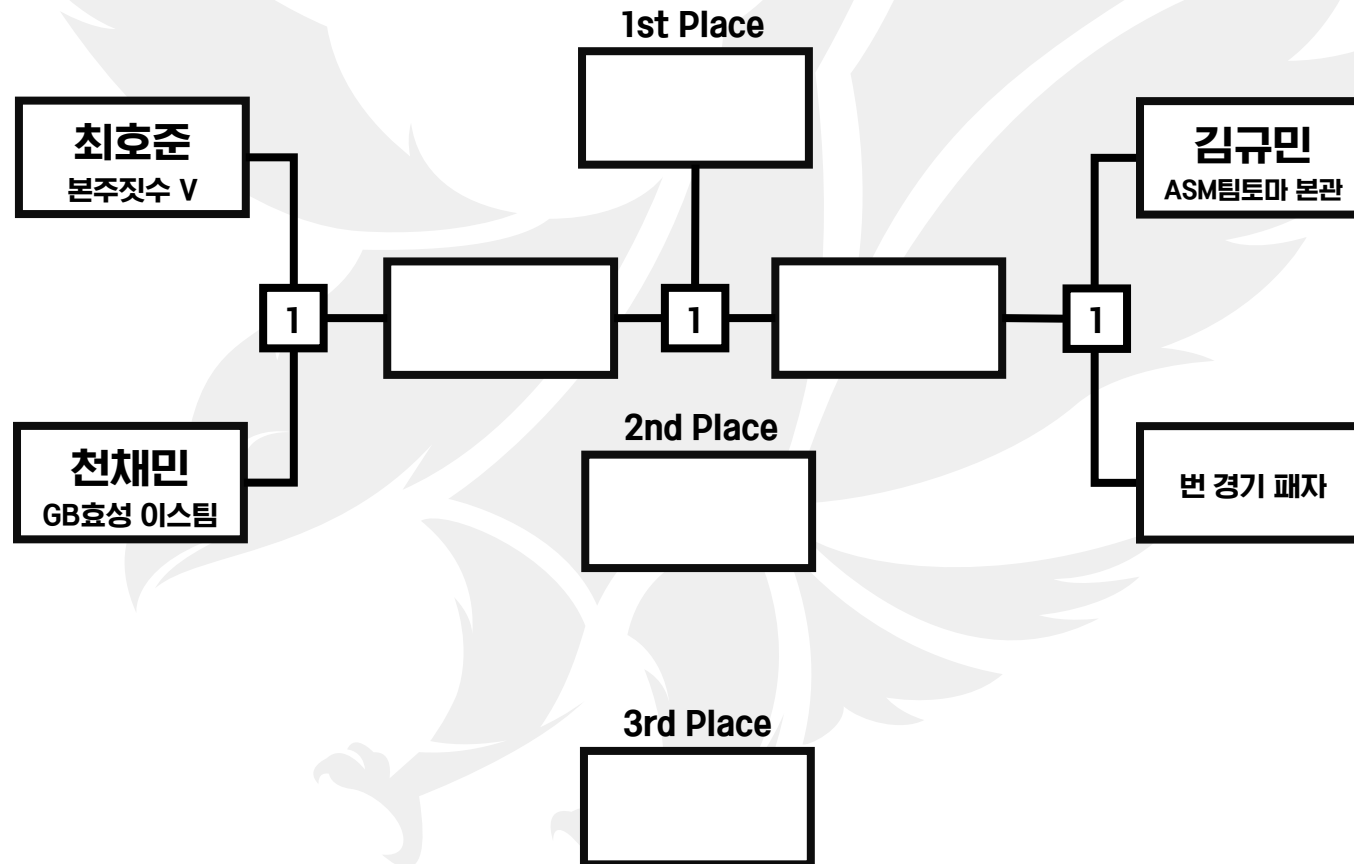 1st Place
최호준
본주짓수 V
김규민
ASM팀토마 본관
1
1
1
천채민
GB효성 이스팀
2nd Place
번 경기 패자
3rd Place